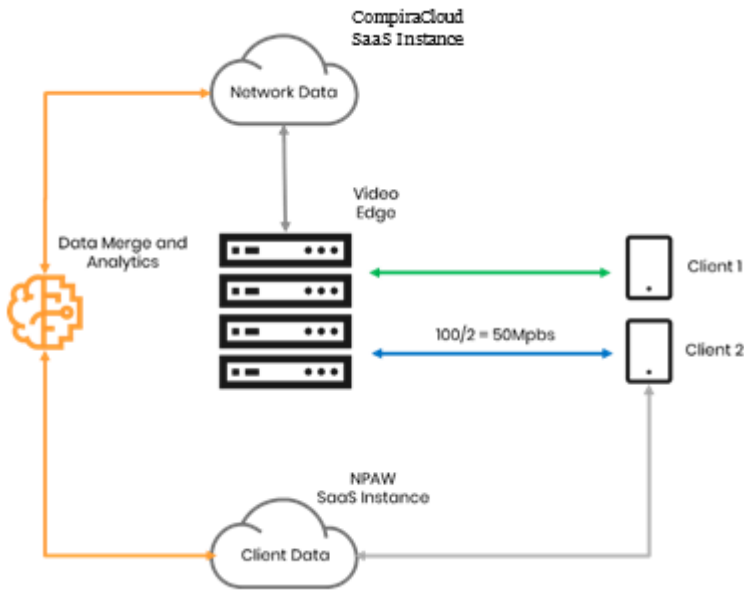 CompiraCloud
SaaS Instance
Network Data
Video
Edge
Data Merge and
Analytics
Client 1
100/2 = 50Mpbs
Client 2
NPAW
SaaS Instance
Client Data